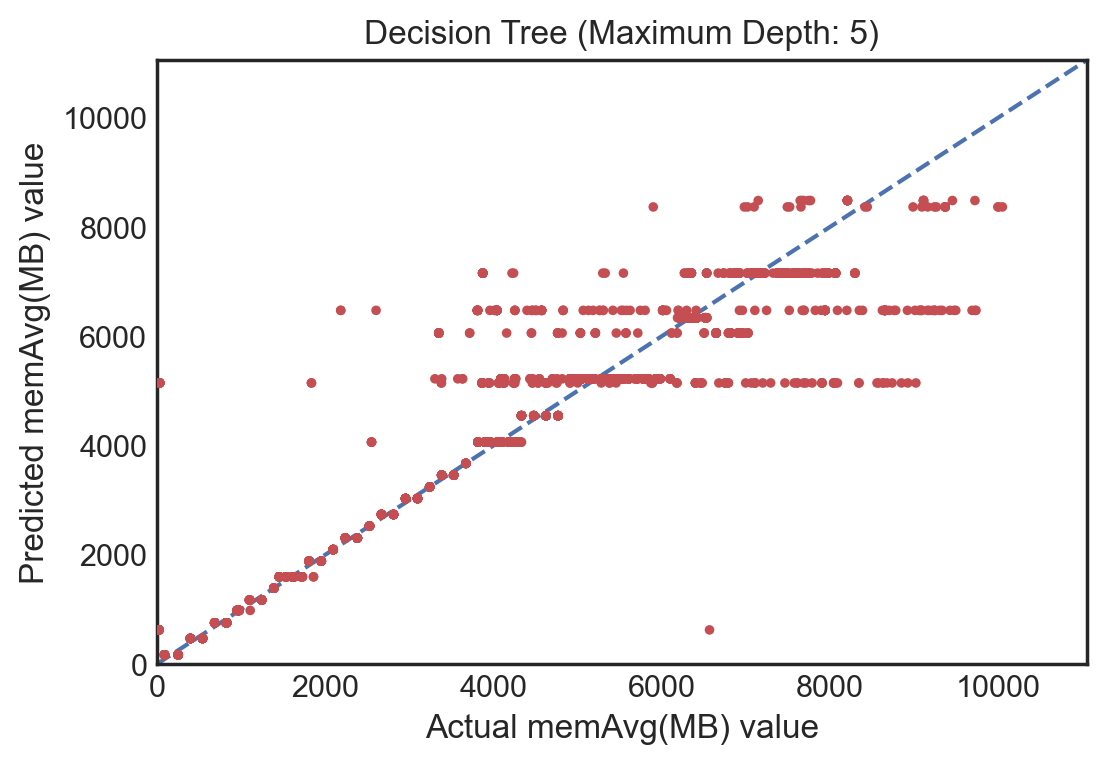 Decision Tree (Maximum Depth: 5)
Predicted memAvg(MB) value
10000
8000
6000
4000
2000
0
0 2000 4000 6000 8000 10000
Actual memAvg(MB) value